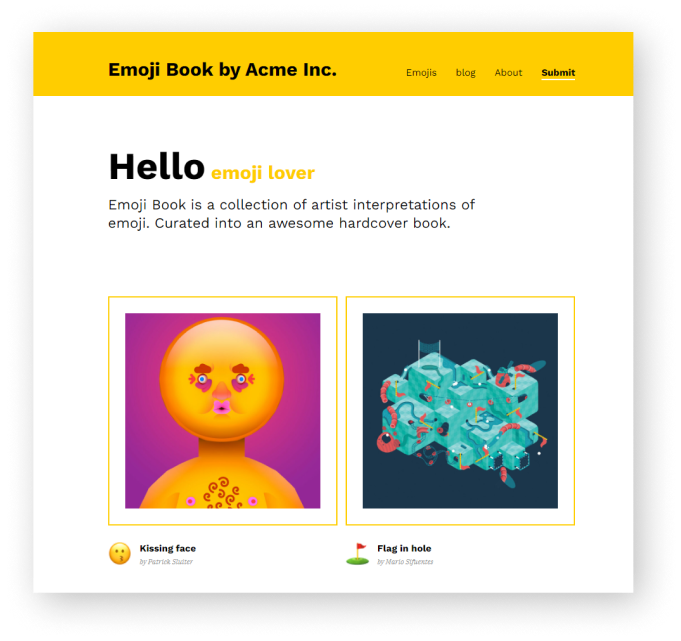 Emoji Book by Acme Inc.
Emojis blog About Submit
Hello emoji lover
Emoji Book is a collection of artist interpretations of
emoji. Curated into an awesome hardcover book.
Kissing face
by Patrick Sluiter
Flag in hole
by Mario Sifuentes